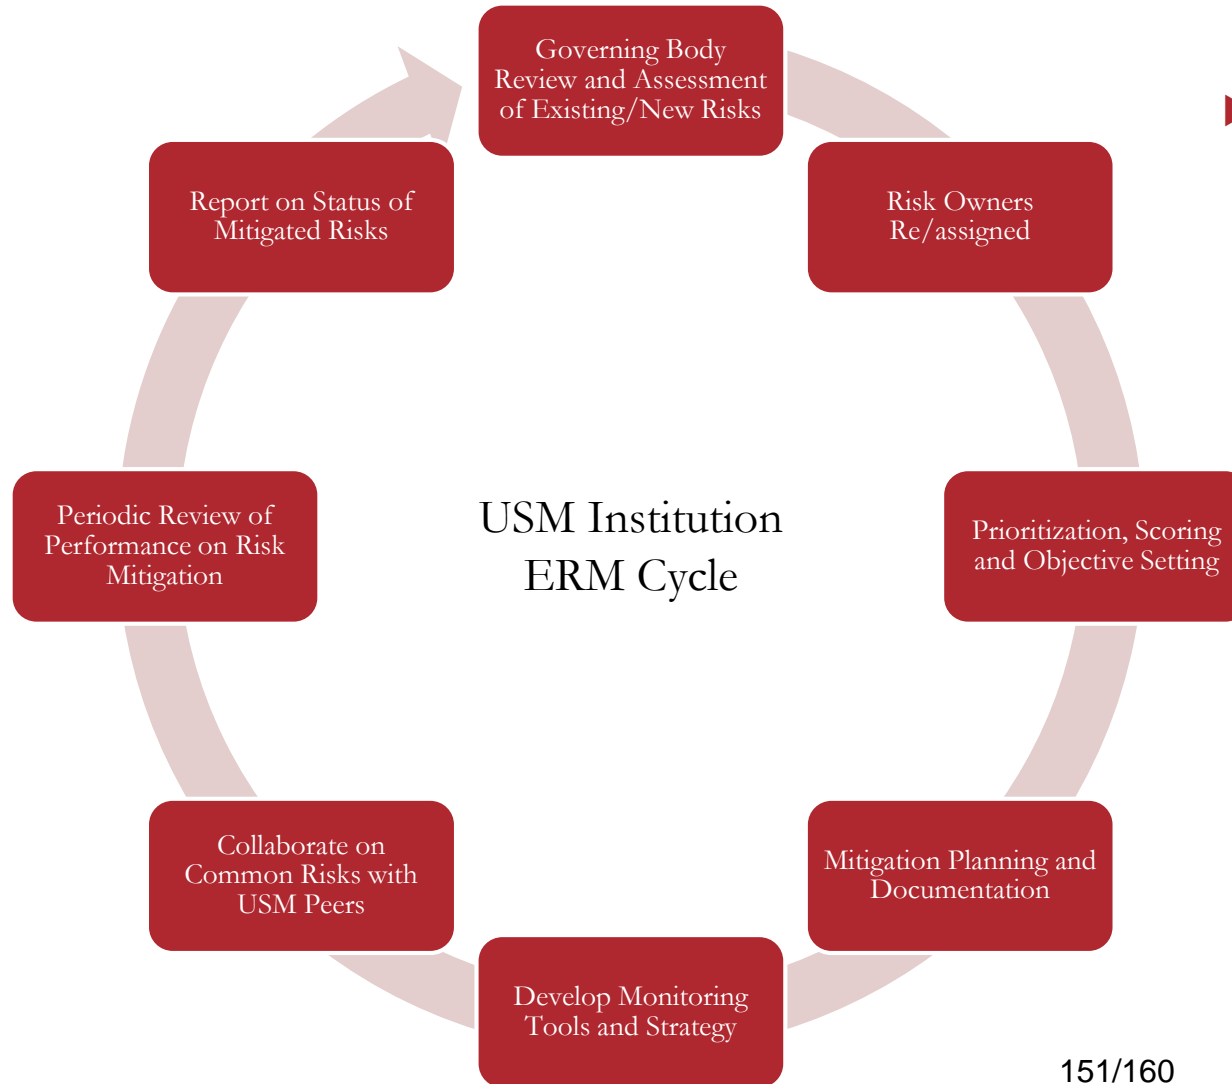 Governing Body
Review and Assessment
of Existing/New Risks
Risk Owners
Re/assigned
Prioritization, Scoring
and Objective Setting
Mitigation Planning and
Documentation
Develop Monitoring
Tools and Strategy
Collaborate on
Common Risks with
USM Peers
Periodic Review of
Performance on Risk
Mitigation
Report on Status of
Mitigated Risks
USM Institution
ERM Cycle
151/160